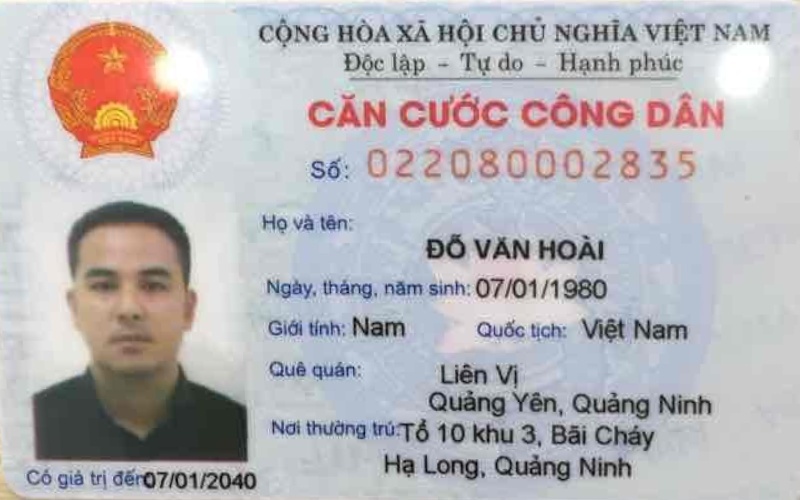 CỘNG HÒA XÃ HỘI CHỦ NGHĨA VIỆT NAM
Độc lập - Tự do - Hạnh phúc
CĂN CƯỚC CÔNG DÂN
Số: 022080002835
Họ và tên:
ĐỖ VĂN HOÀI
Ngày, tháng, năm sinh: 07/01/1980
Giới tính: Nam Quốc tịch: Việt Nam
Quê quán: Liên Vị
Quảng Yên, Quảng Ninh
Nơi thường trú: Tổ 10 khu 3, Bãi Cháy
Hạ Long, Quảng Ninh
Có giá trị đến 07/01/2040